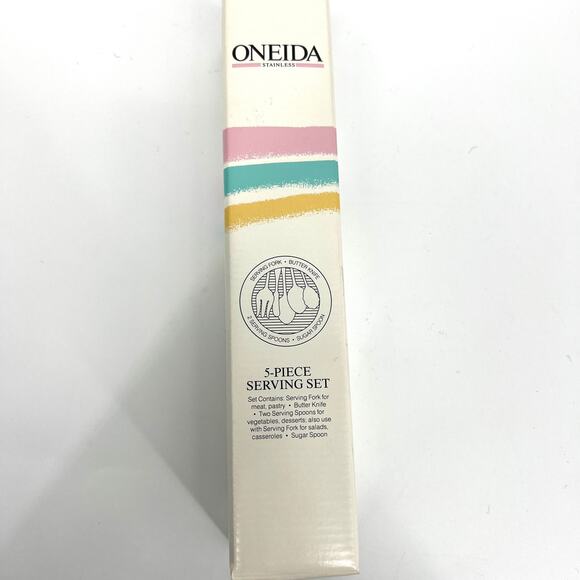 ONEIDA
STAINLESS
SERVING FORK • BUTTER KNIFE
2 SERVING SPOONS • SUGAR SPOON
5-PIECE
SERVING SET
Set Contains: Serving Fork for
meat, pastry • Butter Knife
• Two Serving Spoons for
vegetables, desserts; also use
with Serving Fork for salads,
casseroles • Sugar Spoon